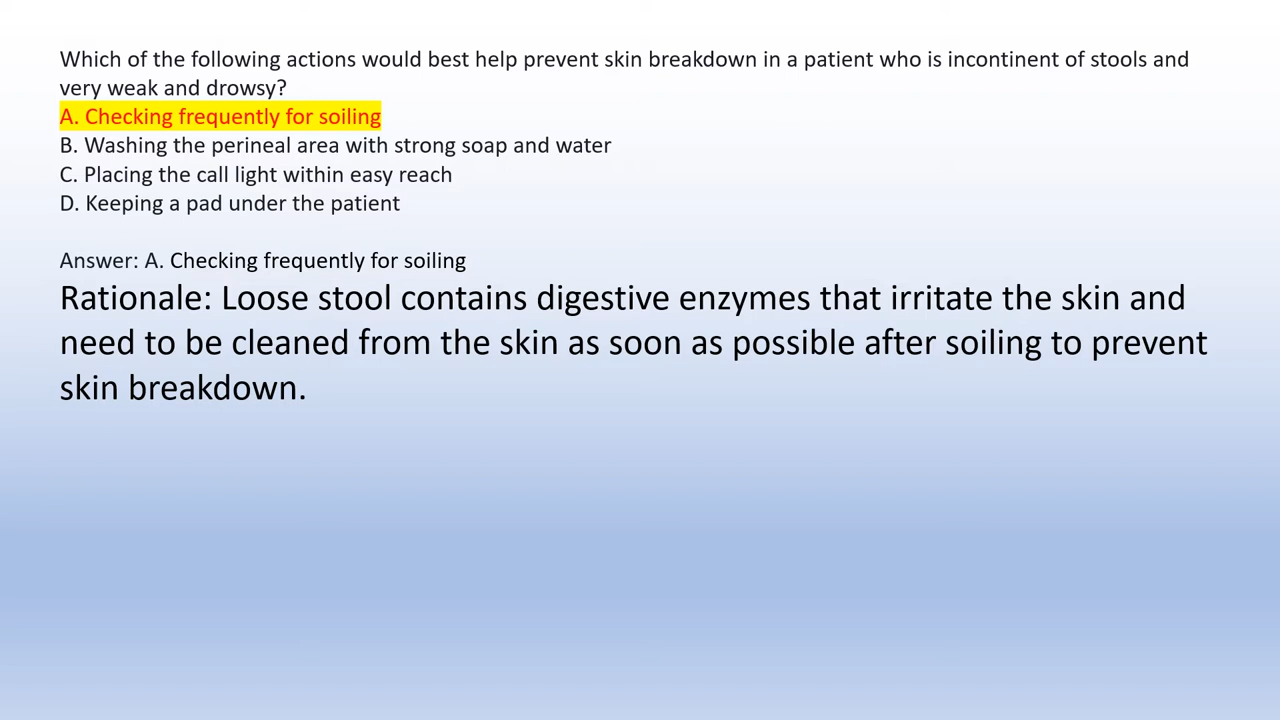 Which of the following actions would best help prevent skin breakdown in a patient who is incontinent of stools and
very weak and drowsy?
A. Checking frequently for soiling
B. Washing the perineal area with strong soap and water
C. Placing the call light within easy reach
D. Keeping a pad under the patient
Answer: A. Checking frequently for soiling
Rationale: Loose stool contains digestive enzymes that irritate the skin and
need to be cleaned from the skin as soon as possible after soiling to prevent
skin breakdown.